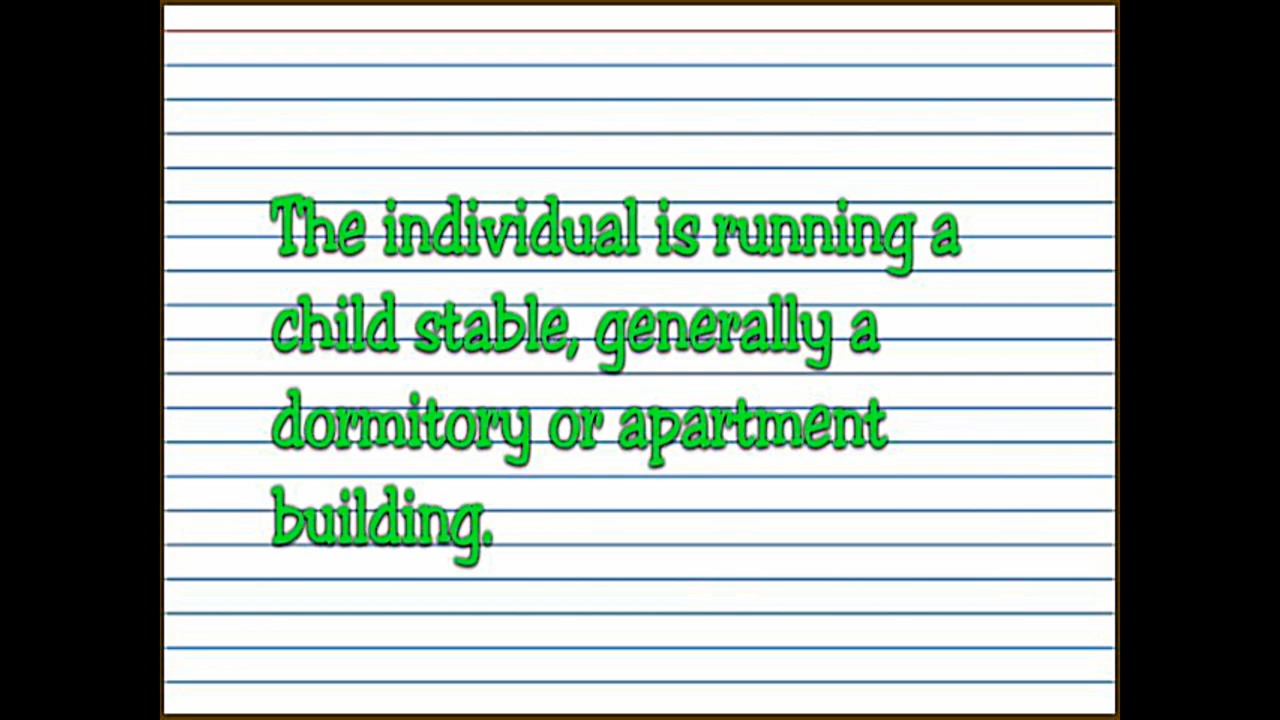 The individual is running a
child stable, generally a
dormitory or apartment
building.